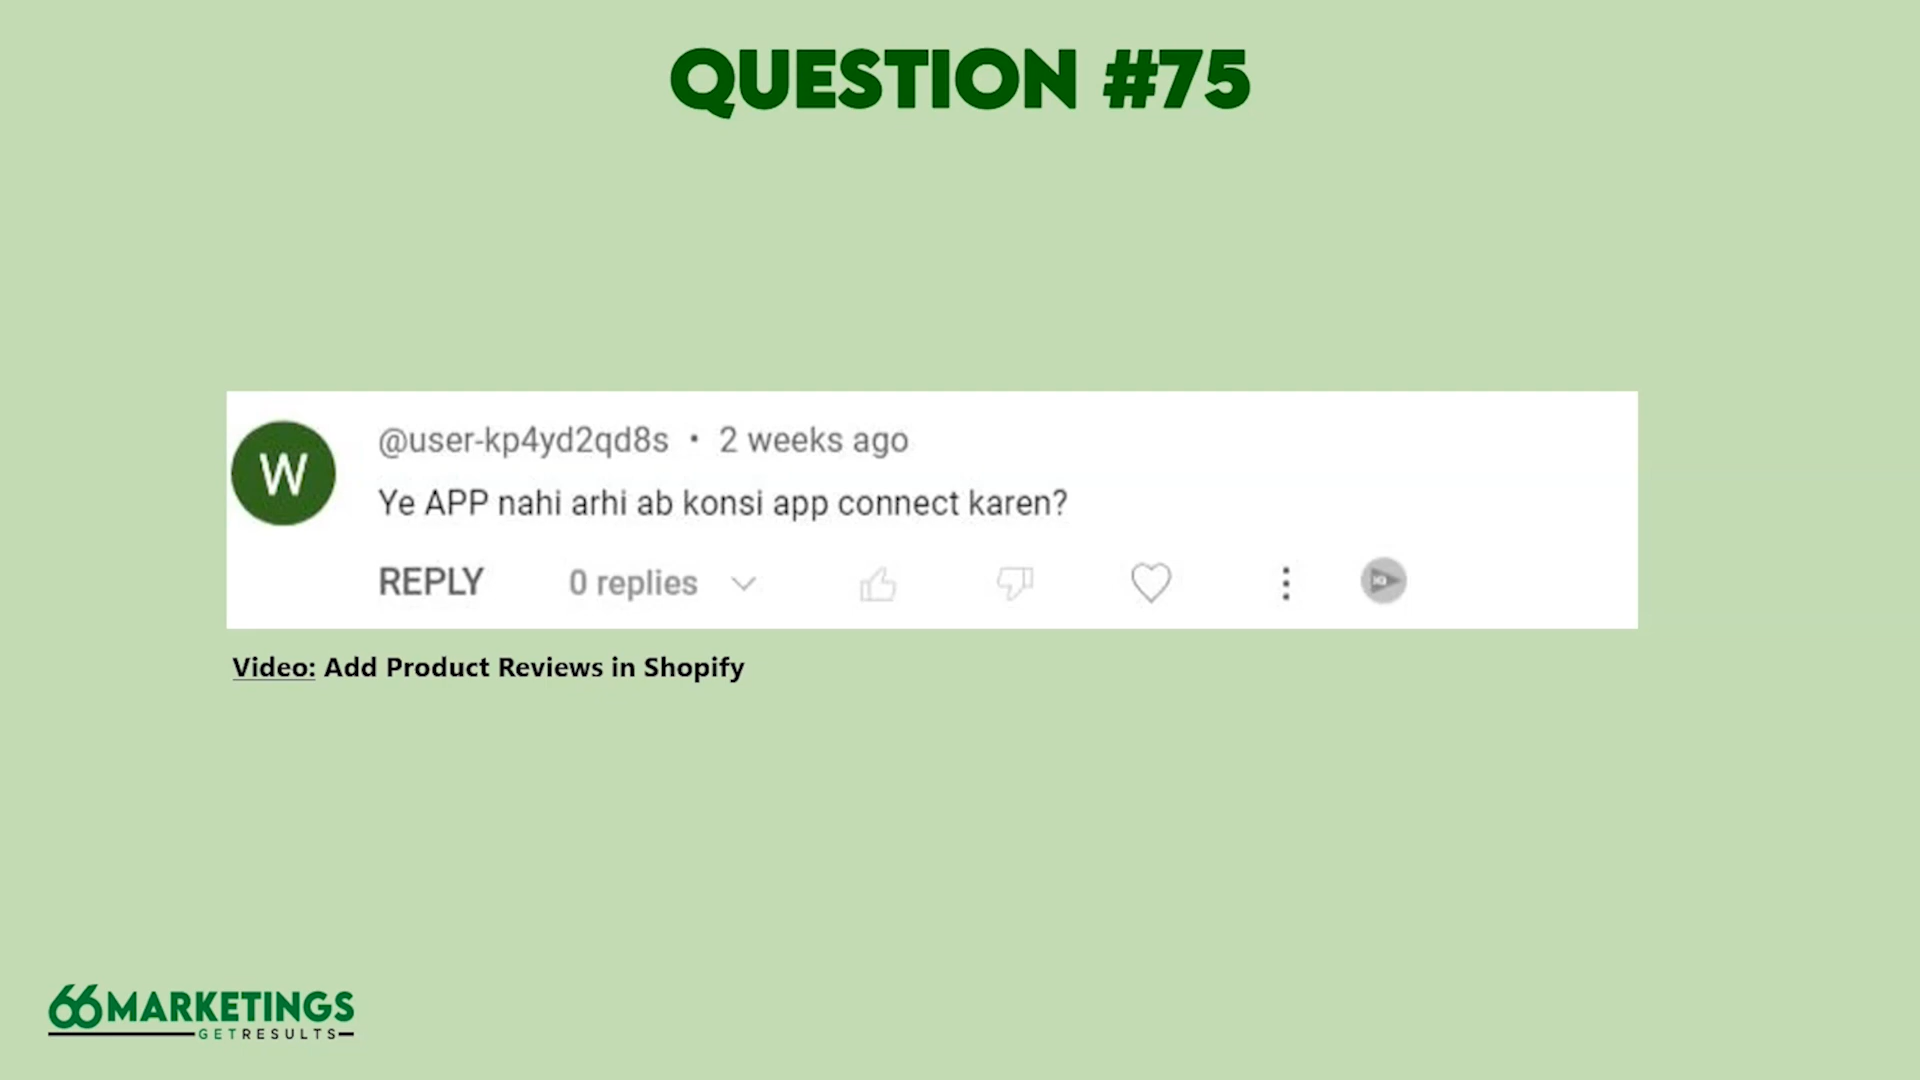 QUESTION #75
W
@user-kp4yd2qd8s • 2 weeks ago
Ye APP nahi arhi ab konsi app connect karen?
REPLY 0 replies
Video: Add Product Reviews in Shopify
66MARKETINGS
GETRESULTS